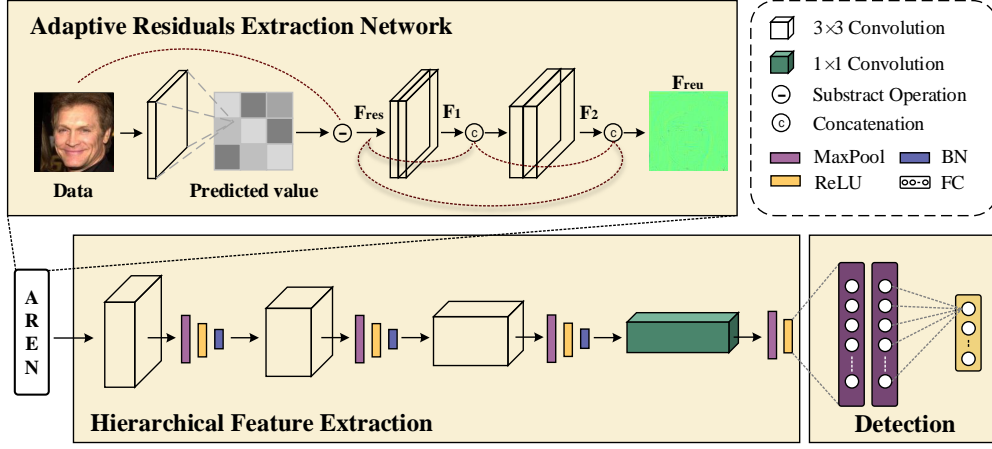 Adaptive Residuals Extraction Network
Data
Predicted value
-
Fres
F1
c
F2
c
Freu
3×3 Convolution
1×1 Convolution
- Substract Operation
c Concatenation
MaxPool
BN
ReLU
FC
A
R
E
N
Hierarchical Feature Extraction
Detection